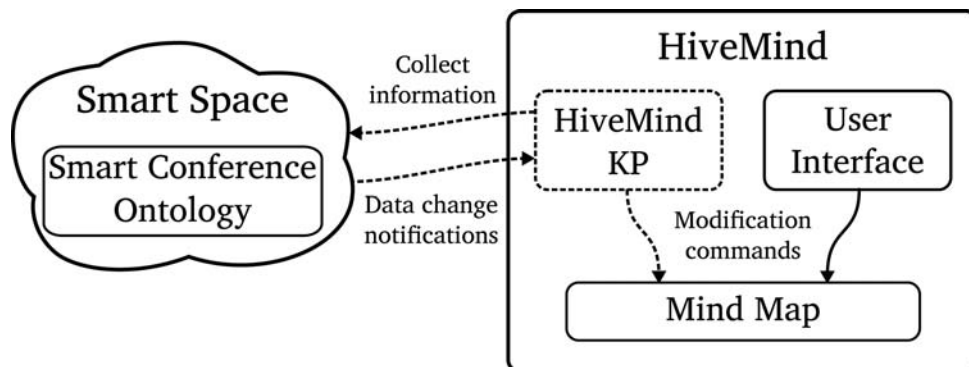 Smart Space
Smart Conference
Ontology
Collect
information
Data change
notifications
HiveMind
HiveMind
KP
User
Interface
Modification
commands
Mind Map